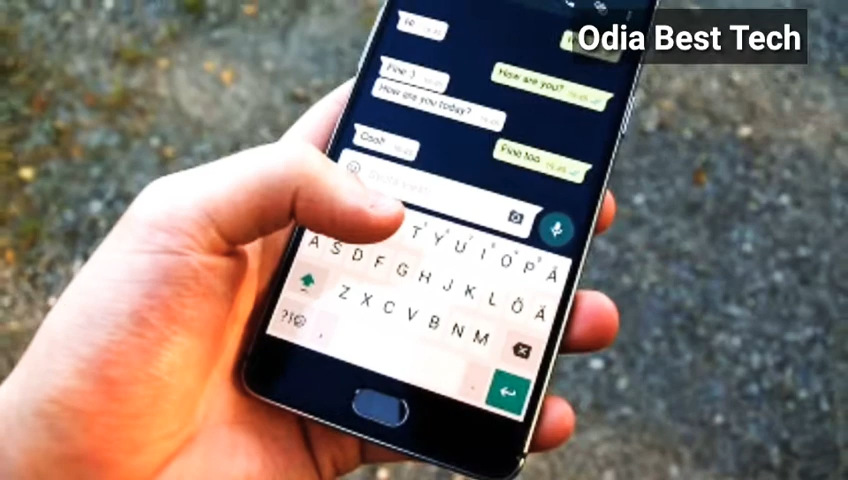 Odia Best Tech
How are you?
Fine :)
How are you today?
Cool!
Fine too
T Y U I O P Å
A S D F G H J K L Ö Ä
Z X C V B N M
?!☺ ,
.